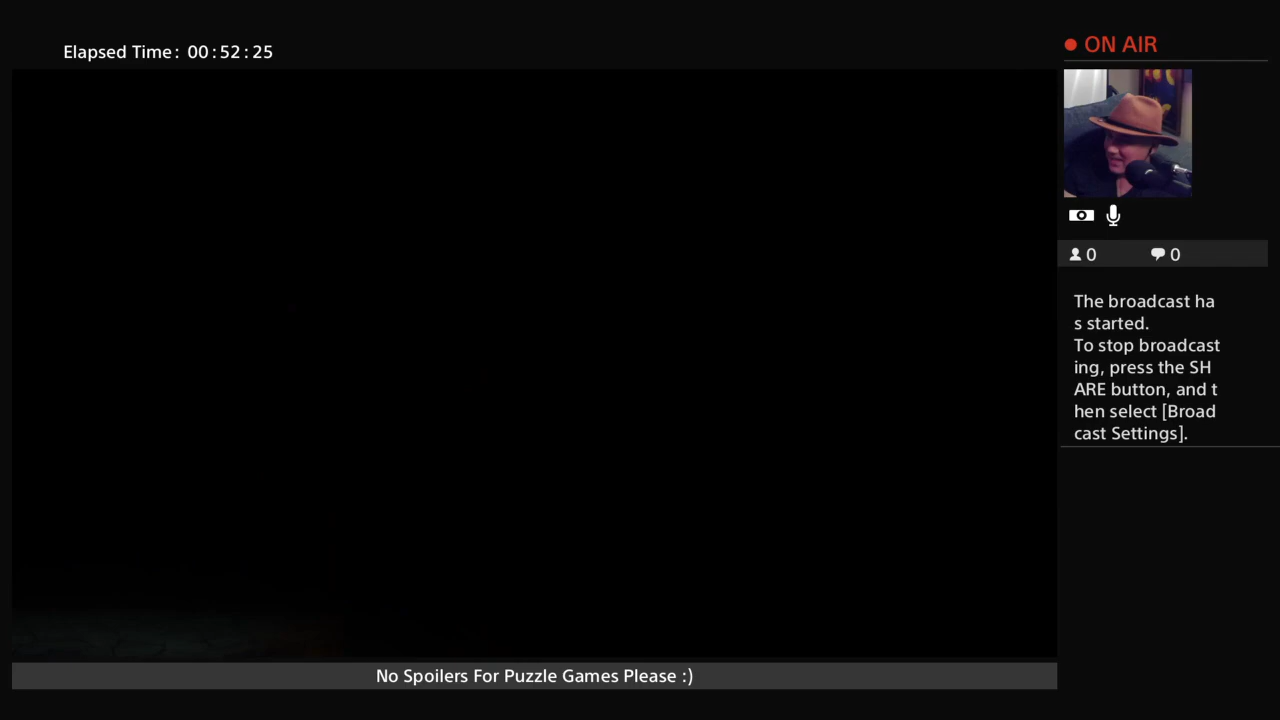 Elapsed Time: 00:52:25
ON AIR
0 0
The broadcast ha
s started.
To stop broadcast
ing, press the SH
ARE button, and t
hen select [Broad
cast Settings].
No Spoilers For Puzzle Games Please :)